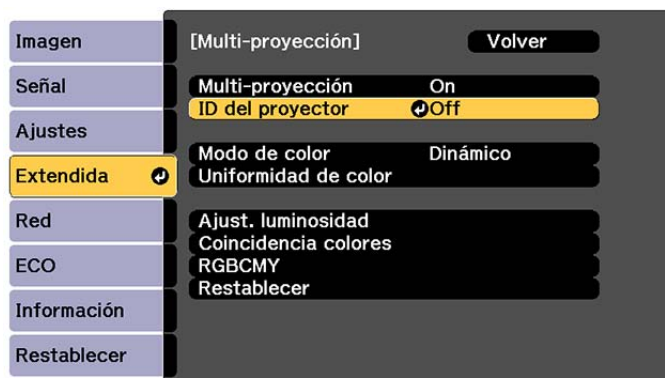 Imagen
Señal
Ajustes
Extendida
Red
ECO
Información
Restablecer
[Multi-proyección] Volver
Multi-proyección On
ID del proyector Off
Modo de color Dinámico
Uniformidad de color
Ajust. luminosidad
Coincidencia colores
RGBCMY
Restablecer